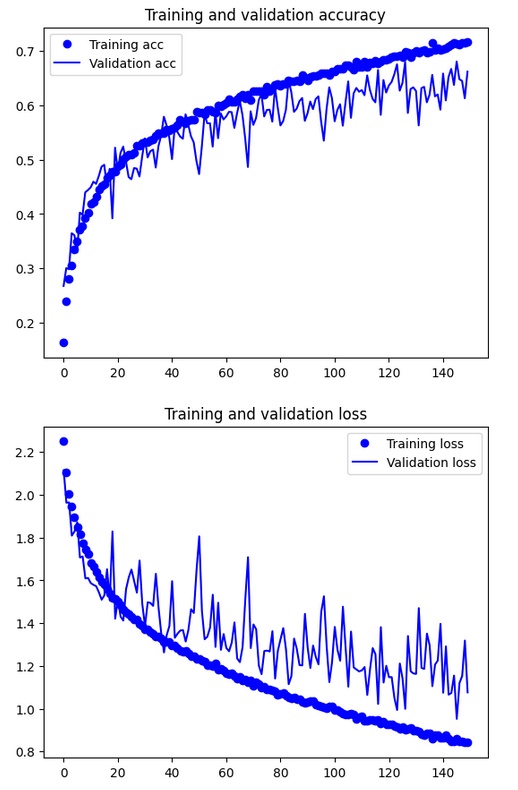 Training and validation accuracy
0.7
Training acc
Validation acc
0.6
0.5
0.4
0.3
0.2
0 20 40 60 80 100 120 140
Training and validation loss
2.2
Training loss
Validation loss
2.0
1.8
1.6
1.4
1.2
1.0
0.8
0 20 40 60 80 100 120 140